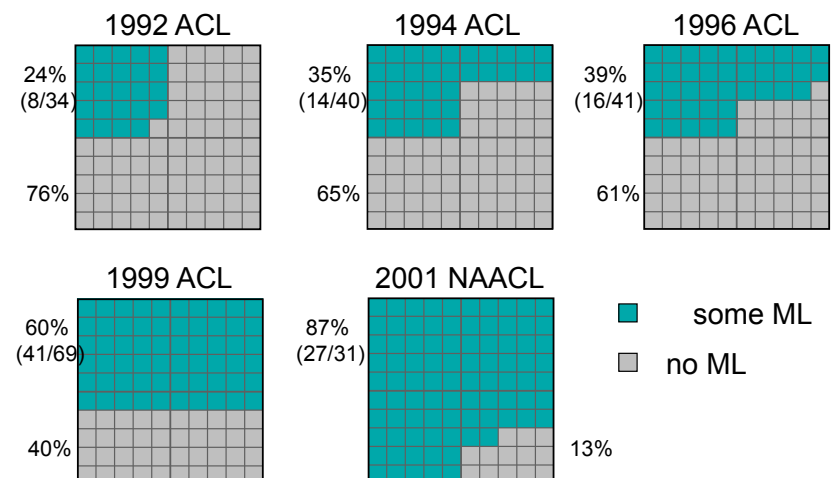 1992 ACL
24%
(8/34)
76%
1994 ACL
35%
(14/40)
65%
1996 ACL
39%
(16/41)
61%
1999 ACL
60%
(41/69)
40%
2001 NAACL
87%
(27/31)
13%
some ML
no ML